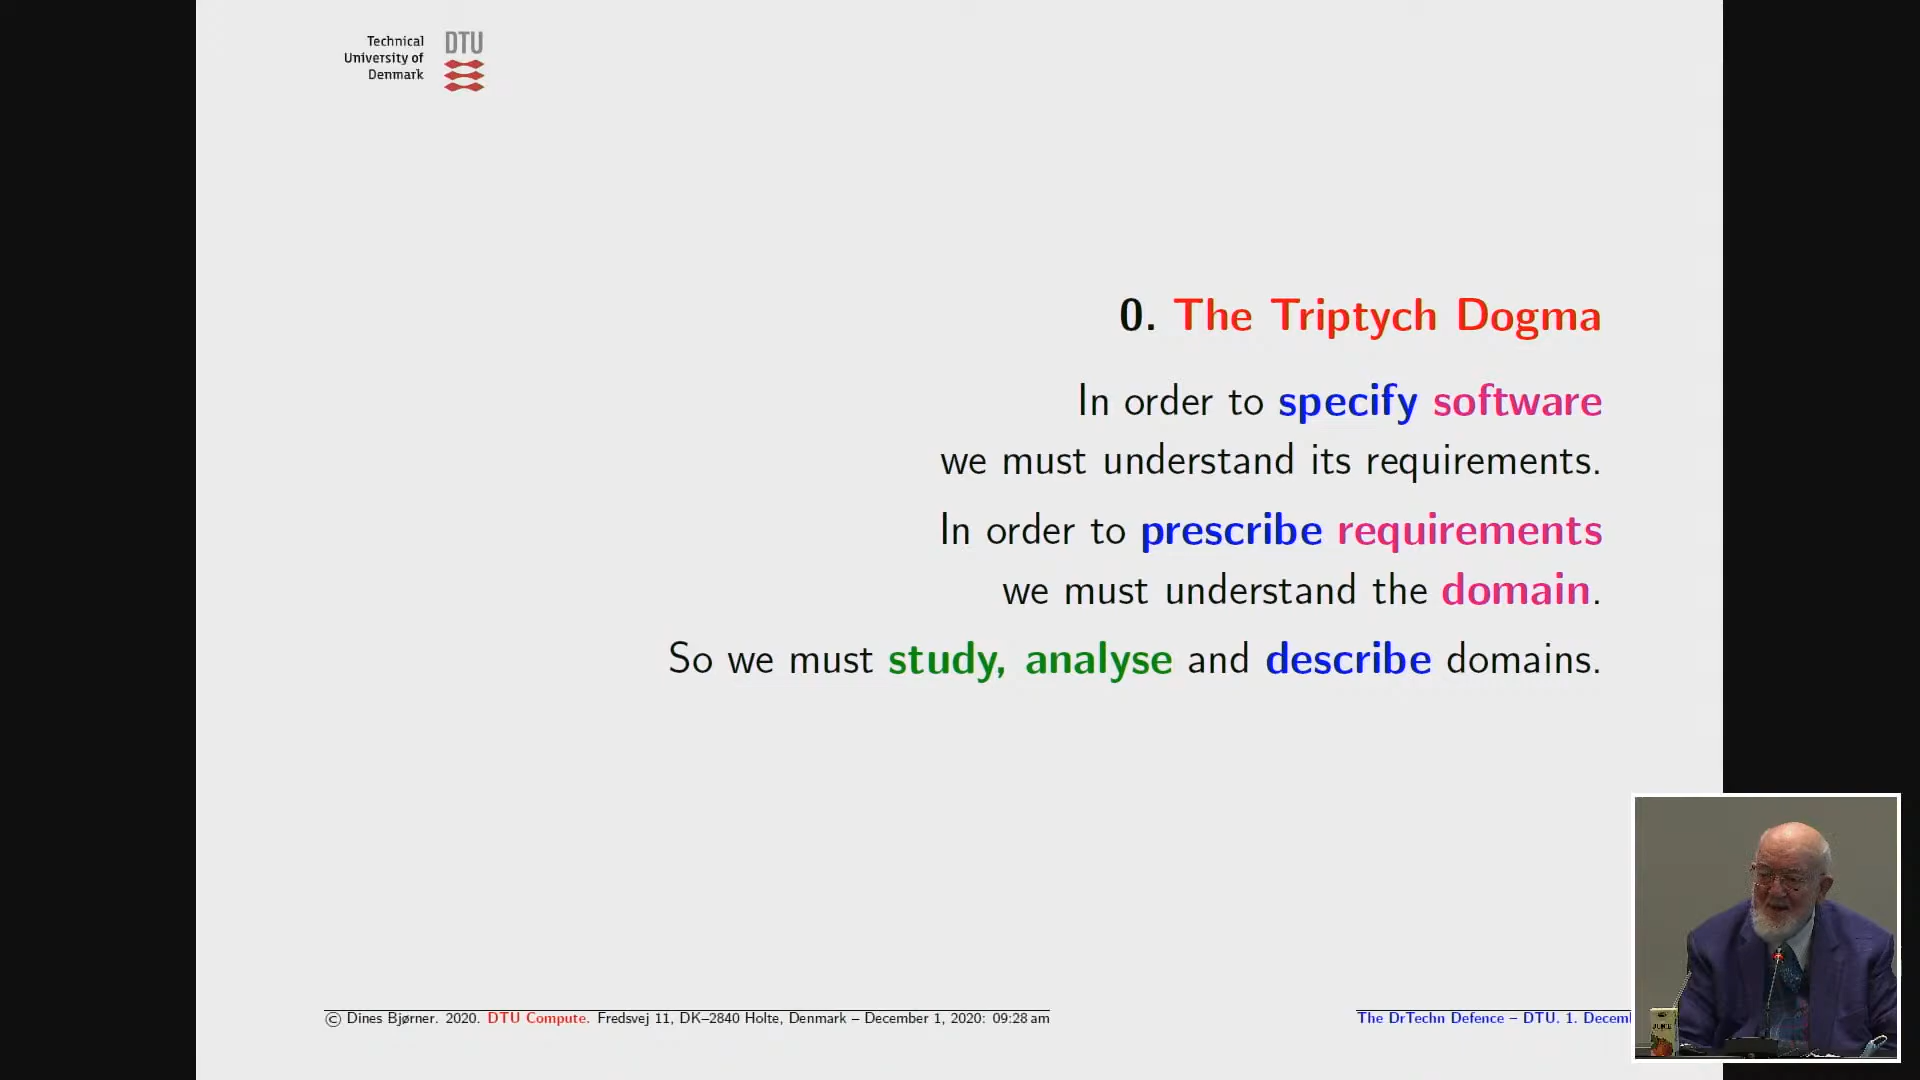 Technical
University of
Denmark
DTU
0. The Triptych Dogma
In order to specify software
we must understand its requirements.
In order to prescribe requirements
we must understand the domain.
So we must study, analyse and describe domains.
© Dines Bjørner. 2020. DTU Compute. Fredsvej 11, DK–2840 Holte, Denmark – December 1, 2020: 09:28 am
The DrTechn Defence – DTU. 1. Decem
JUICE